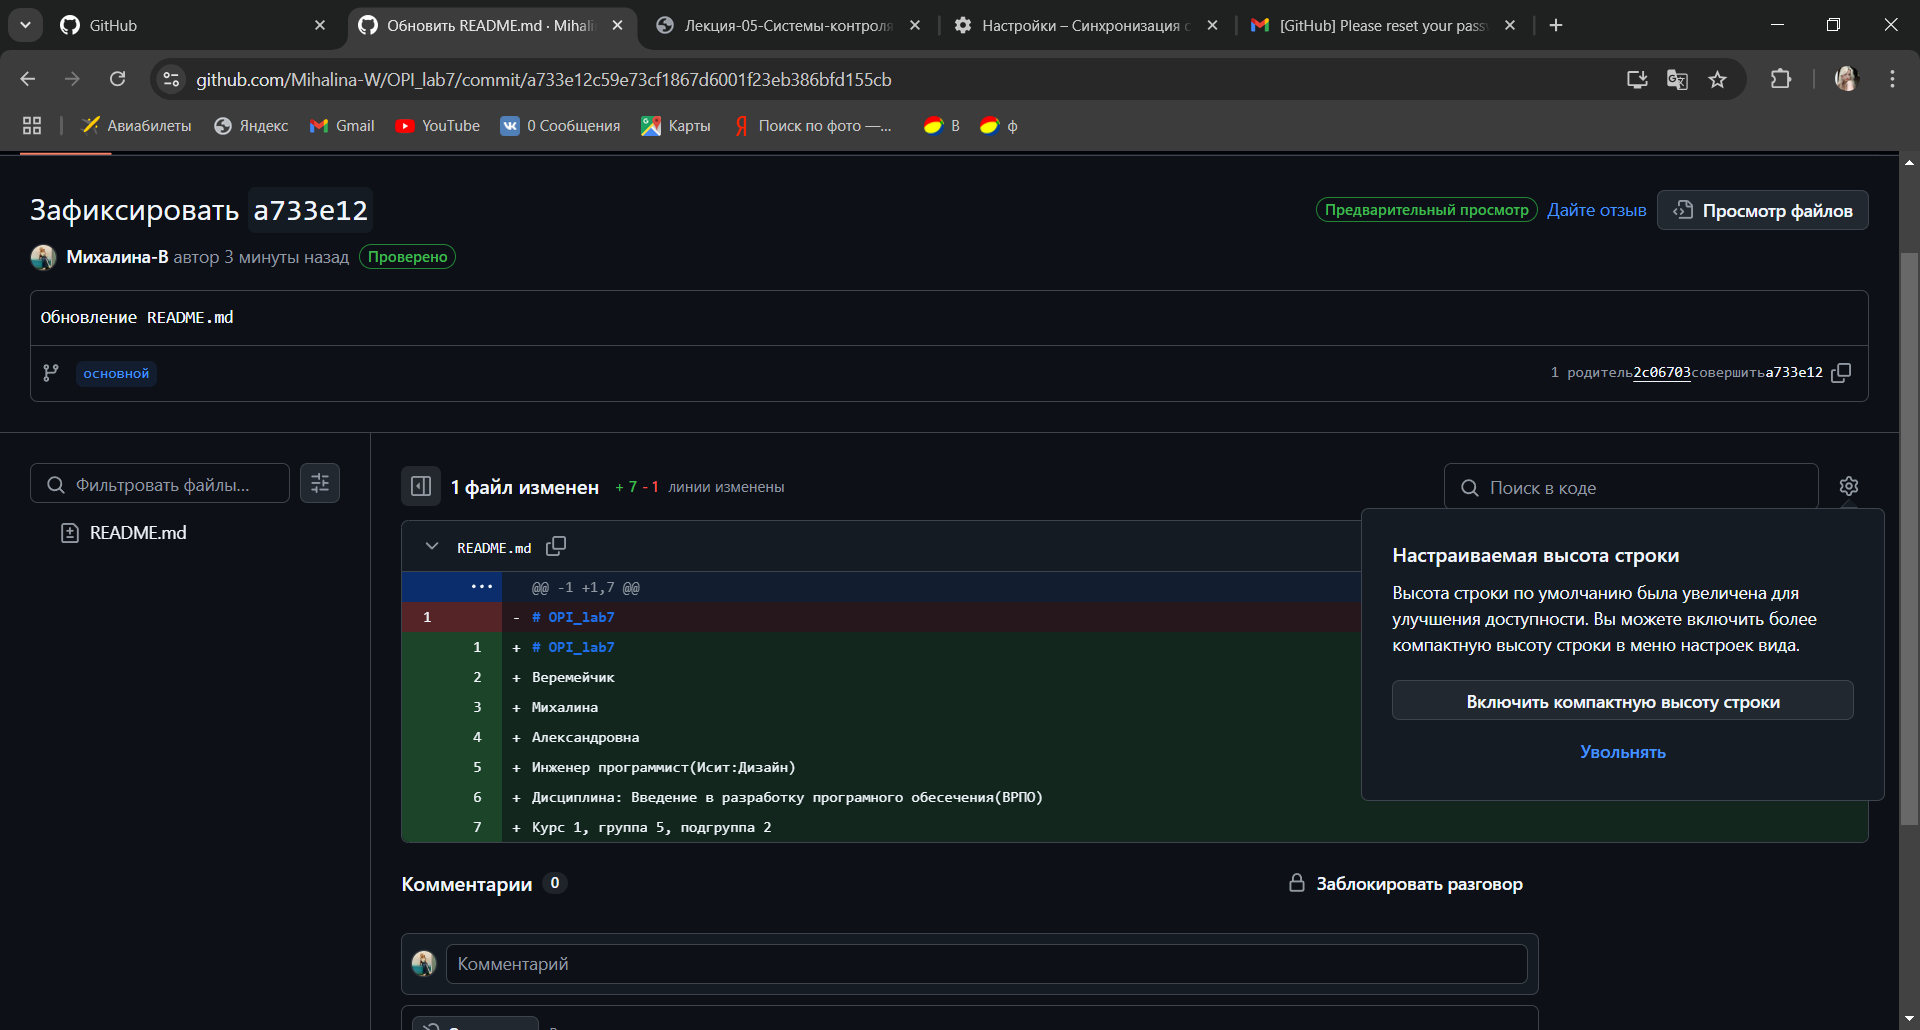 GitHub
Обновить README.md · Mihali
Лекция-05-Системы-контроля
Настройки – Синхронизация с
[GitHub] Please reset your pass
github.com/Mihalina-W/OPI_lab7/commit/a733e12c59e73cf1867d6001f23eb386bfd155cb
Авиабилеты
Яндекс
Gmail
YouTube
0 Сообщения
Карты
Поиск по фото —...
В
ф
Зафиксировать a733e12
Предварительный просмотр
Дайте отзыв
Просмотр файлов
Михалина-В автор 3 минуты назад
Проверено
Обновление README.md
основной
1 родитель2c06703совершитьa733e12
Фильтровать файлы...
README.md
1 файл изменен
+ 7 - 1 линии изменены
Поиск в коде
README.md
@@ -1 +1,7 @@
1 - # OPI_lab7
1 + # OPI_lab7
2 + Веремейчик
3 + Михалина
4 + Александровна
5 + Инженер программист(Исит:Дизайн)
6 + Дисциплина: Введение в разработку програмного обесечения(ВРПО)
7 + Курс 1, группа 5, подгруппа 2
Настраиваемая высота строки
Высота строки по умолчанию была увеличена для
улучшения доступности. Вы можете включить более
компактную высоту строки в меню настроек вида.
Включить компактную высоту строки
Увольнять
Комментарии 0
Заблокировать разговор
Комментарий